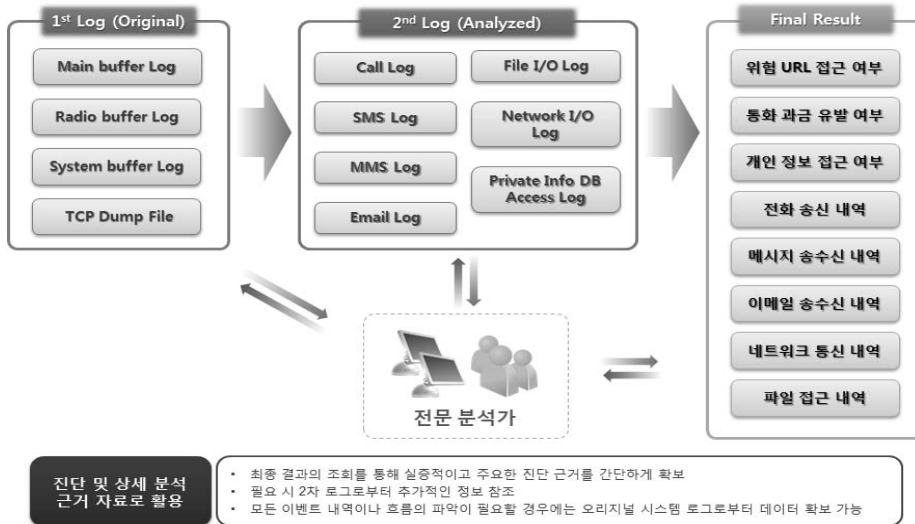 1st Log (Original)
Main buffer Log
Radio buffer Log
System buffer Log
TCP Dump File
2nd Log (Analyzed)
Call Log
SMS Log
MMS Log
Email Log
File I/O Log
Network I/O
Log
Private Info DB
Access Log
Final Result
위험 URL 접근 여부
통화 과금 유발 여부
개인 정보 접근 여부
전화 송신 내역
메시지 송수신 내역
이메일 송수신 내역
네트워크 통신 내역
파일 접근 내역
전문 분석가
진단 및 상세 분석
근거 자료로 활용
• 최종 결과의 조회를 통해 실증적이고 주요한 진단 근거를 간단하게 확보
• 필요 시 2차 로그로부터 추가적인 정보 참조
• 모든 이벤트 내역이나 흐름의 파악이 필요할 경우에는 오리지널 시스템 로그로부터 데이터 확보 가능